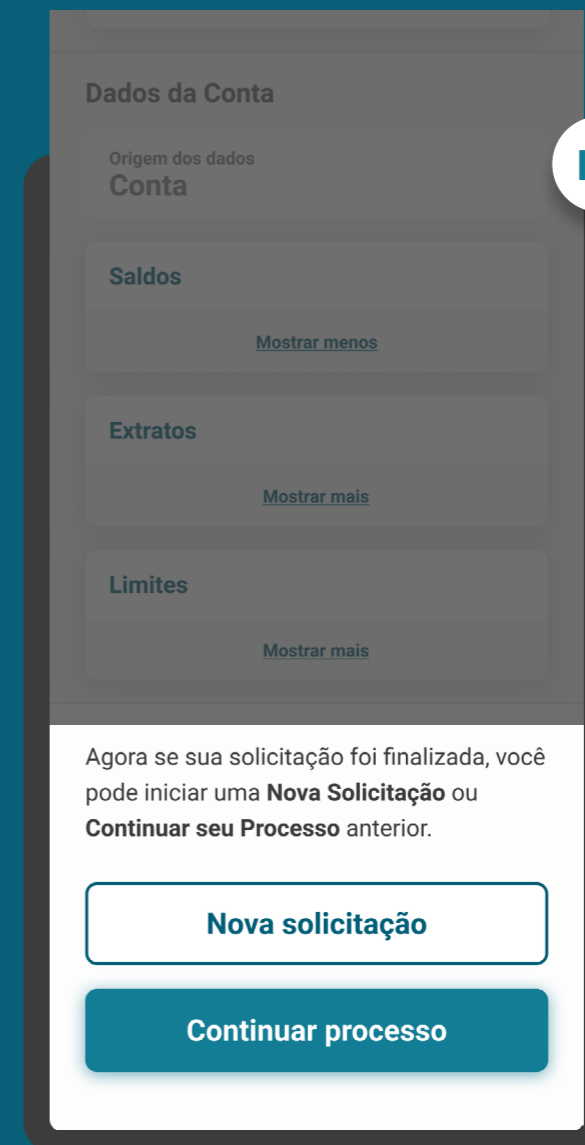 Dados da Conta
Origem dos dados
Conta
Saldos
Mostrar menos
Extratos
Mostrar mais
Limites
Mostrar mais
Agora se sua solicitação foi finalizada, você
pode iniciar uma Nova Solicitação ou
Continuar seu Processo anterior.
Nova solicitação
Continuar processo